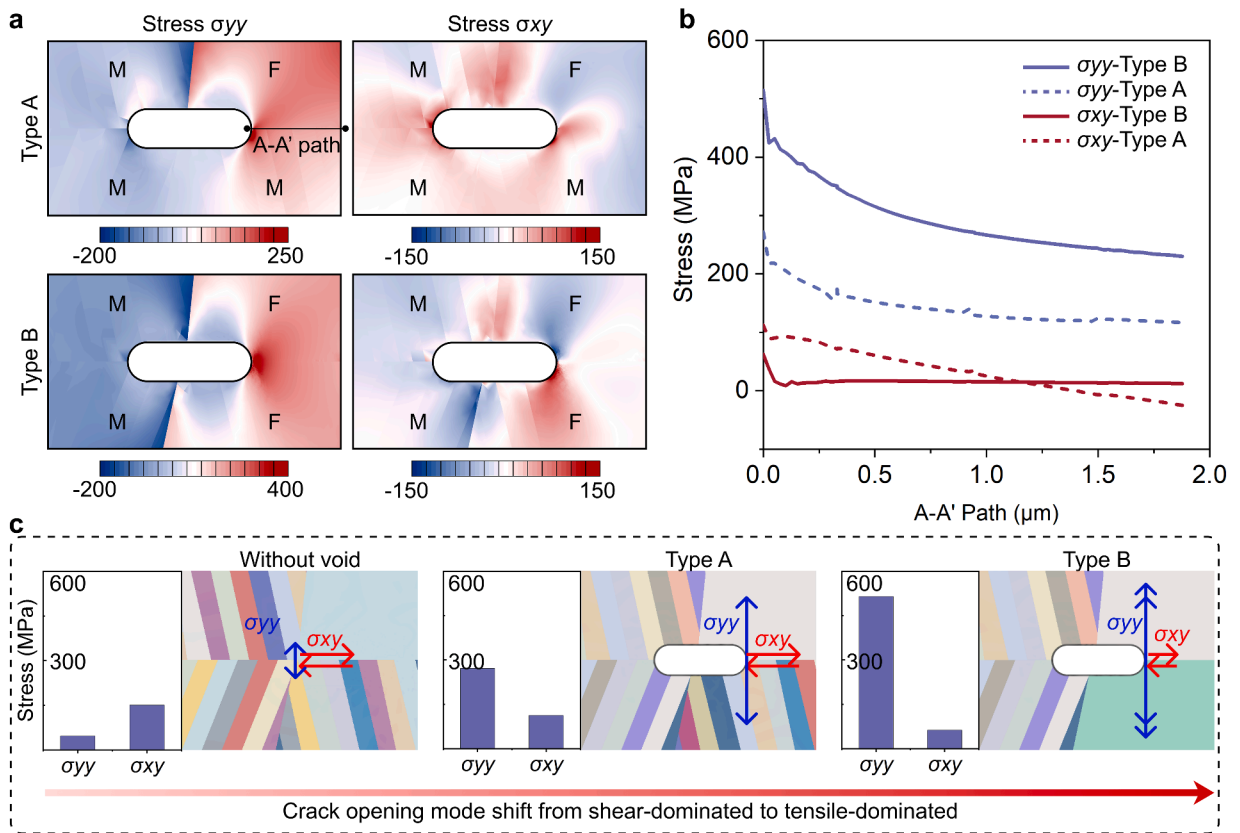 a
Stress σyy
Stress σxy
Type A
M
F
A-A' path
M
M
M
F
M
M
-200
250
-150
150
Type B
M
F
M
F
M
F
M
F
-200
400
-150
150
b
600
400
200
0
Stress (MPa)
σyy-Type B
σyy-Type A
σxy-Type B
σxy-Type A
0.0
0.5
1.0
1.5
2.0
A-A' Path (μm)
c
Without void
Type A
Type B
Stress (MPa)
600
300
σyy
σxy
σyy
σxy
600
300
σyy
σxy
σyy
σxy
600
300
σyy
σxy
σyy
σxy
Crack opening mode shift from shear-dominated to tensile-dominated